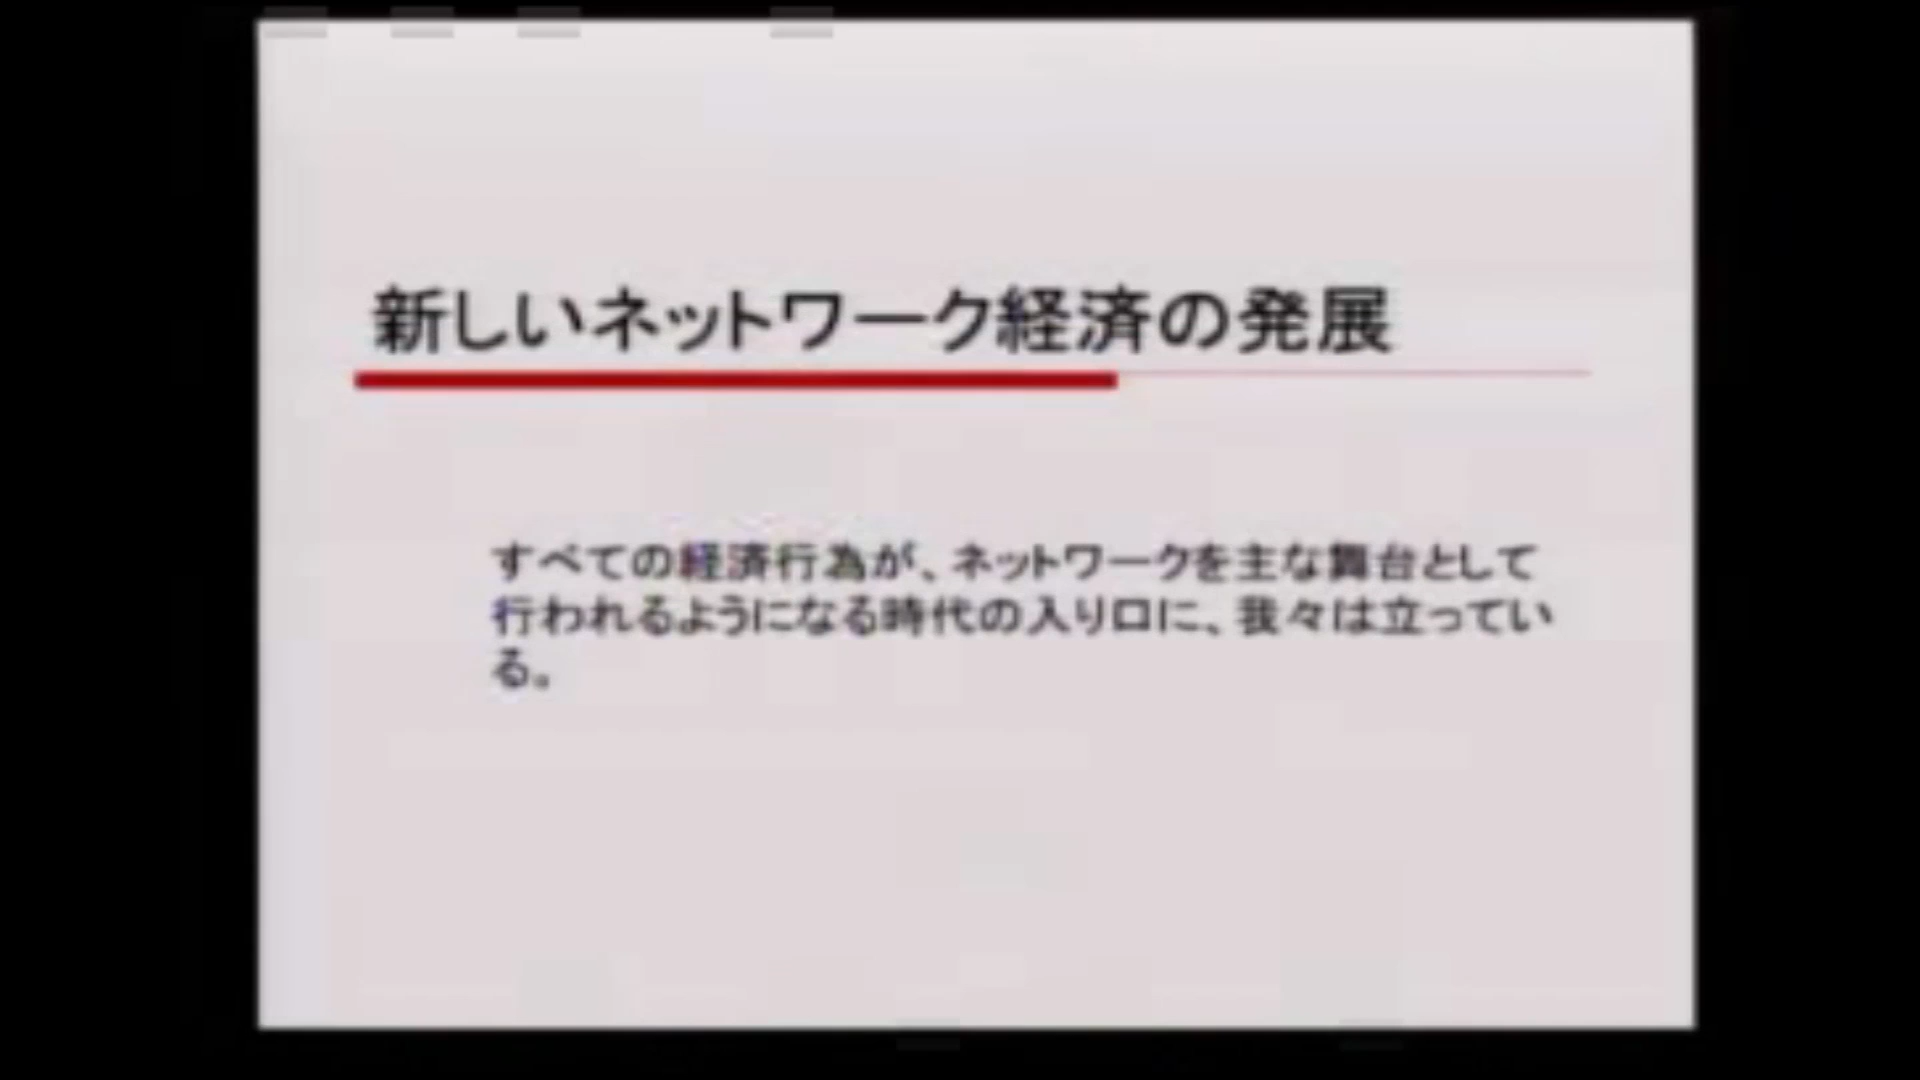 新しいネットワーク経済の発展
すべての経済行為が、ネットワークを主な舞台として
行われるようになる時代の入り口に、我々は立ってい
る。